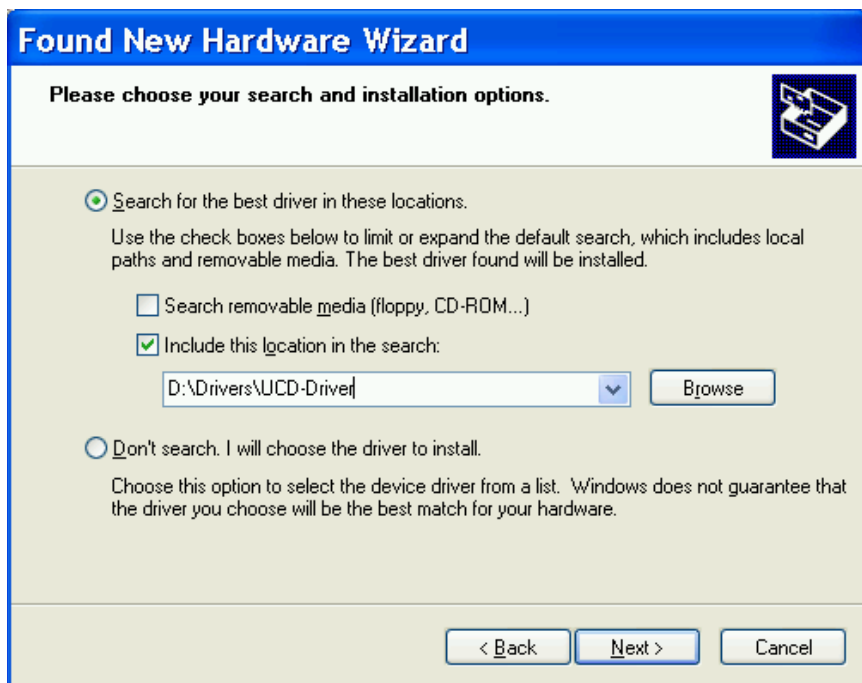 Found New Hardware Wizard
Please choose your search and installation options.
Search for the best driver in these locations.
Use the check boxes below to limit or expand the default search, which includes local
paths and removable media. The best driver found will be installed.
Search removable media (floppy, CD-ROM...)
Include this location in the search:
D:\Drivers\UCD-Driver
Browse
Don't search. I will choose the driver to install.
Choose this option to select the device driver from a list. Windows does not guarantee that
the driver you choose will be the best match for your hardware.
< Back
Next >
Cancel